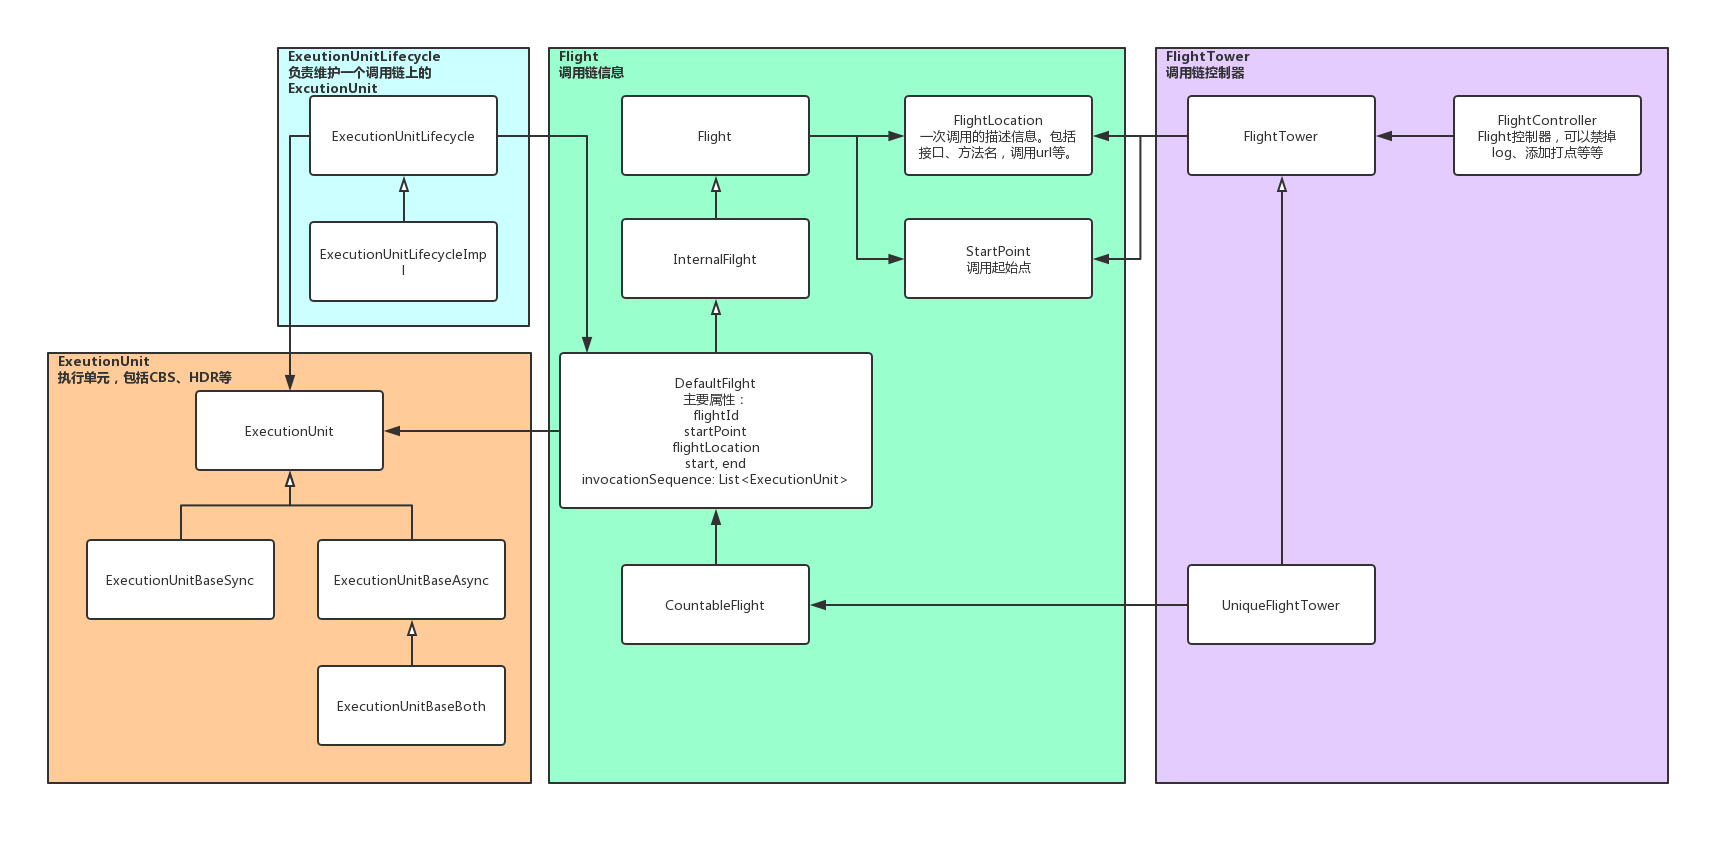 ExeutionUnitLifecycle
负责维护一个调用链上的
ExcutionUnit
ExecutionUnitLifecycle
ExecutionUnitLifecycleImp
l
ExeutionUnit
执行单元，包括CBS、HDR等
ExecutionUnit
ExecutionUnitBaseSync
ExecutionUnitBaseAsync
ExecutionUnitBaseBoth
Flight
调用链信息
Flight
FlightLocation
一次调用的描述信息。包括
接口、方法名，调用url等。
InternalFilght
StartPoint
调用起始点
DefaultFilght
主要属性：
flightId
startPoint
flightLocation
start, end
invocationSequence: List<ExecutionUnit>
CountableFlight
FlightTower
调用链控制器
FlightTower
FlightController
Flight控制器，可以禁掉
log、添加打点等等
UniqueFlightTower